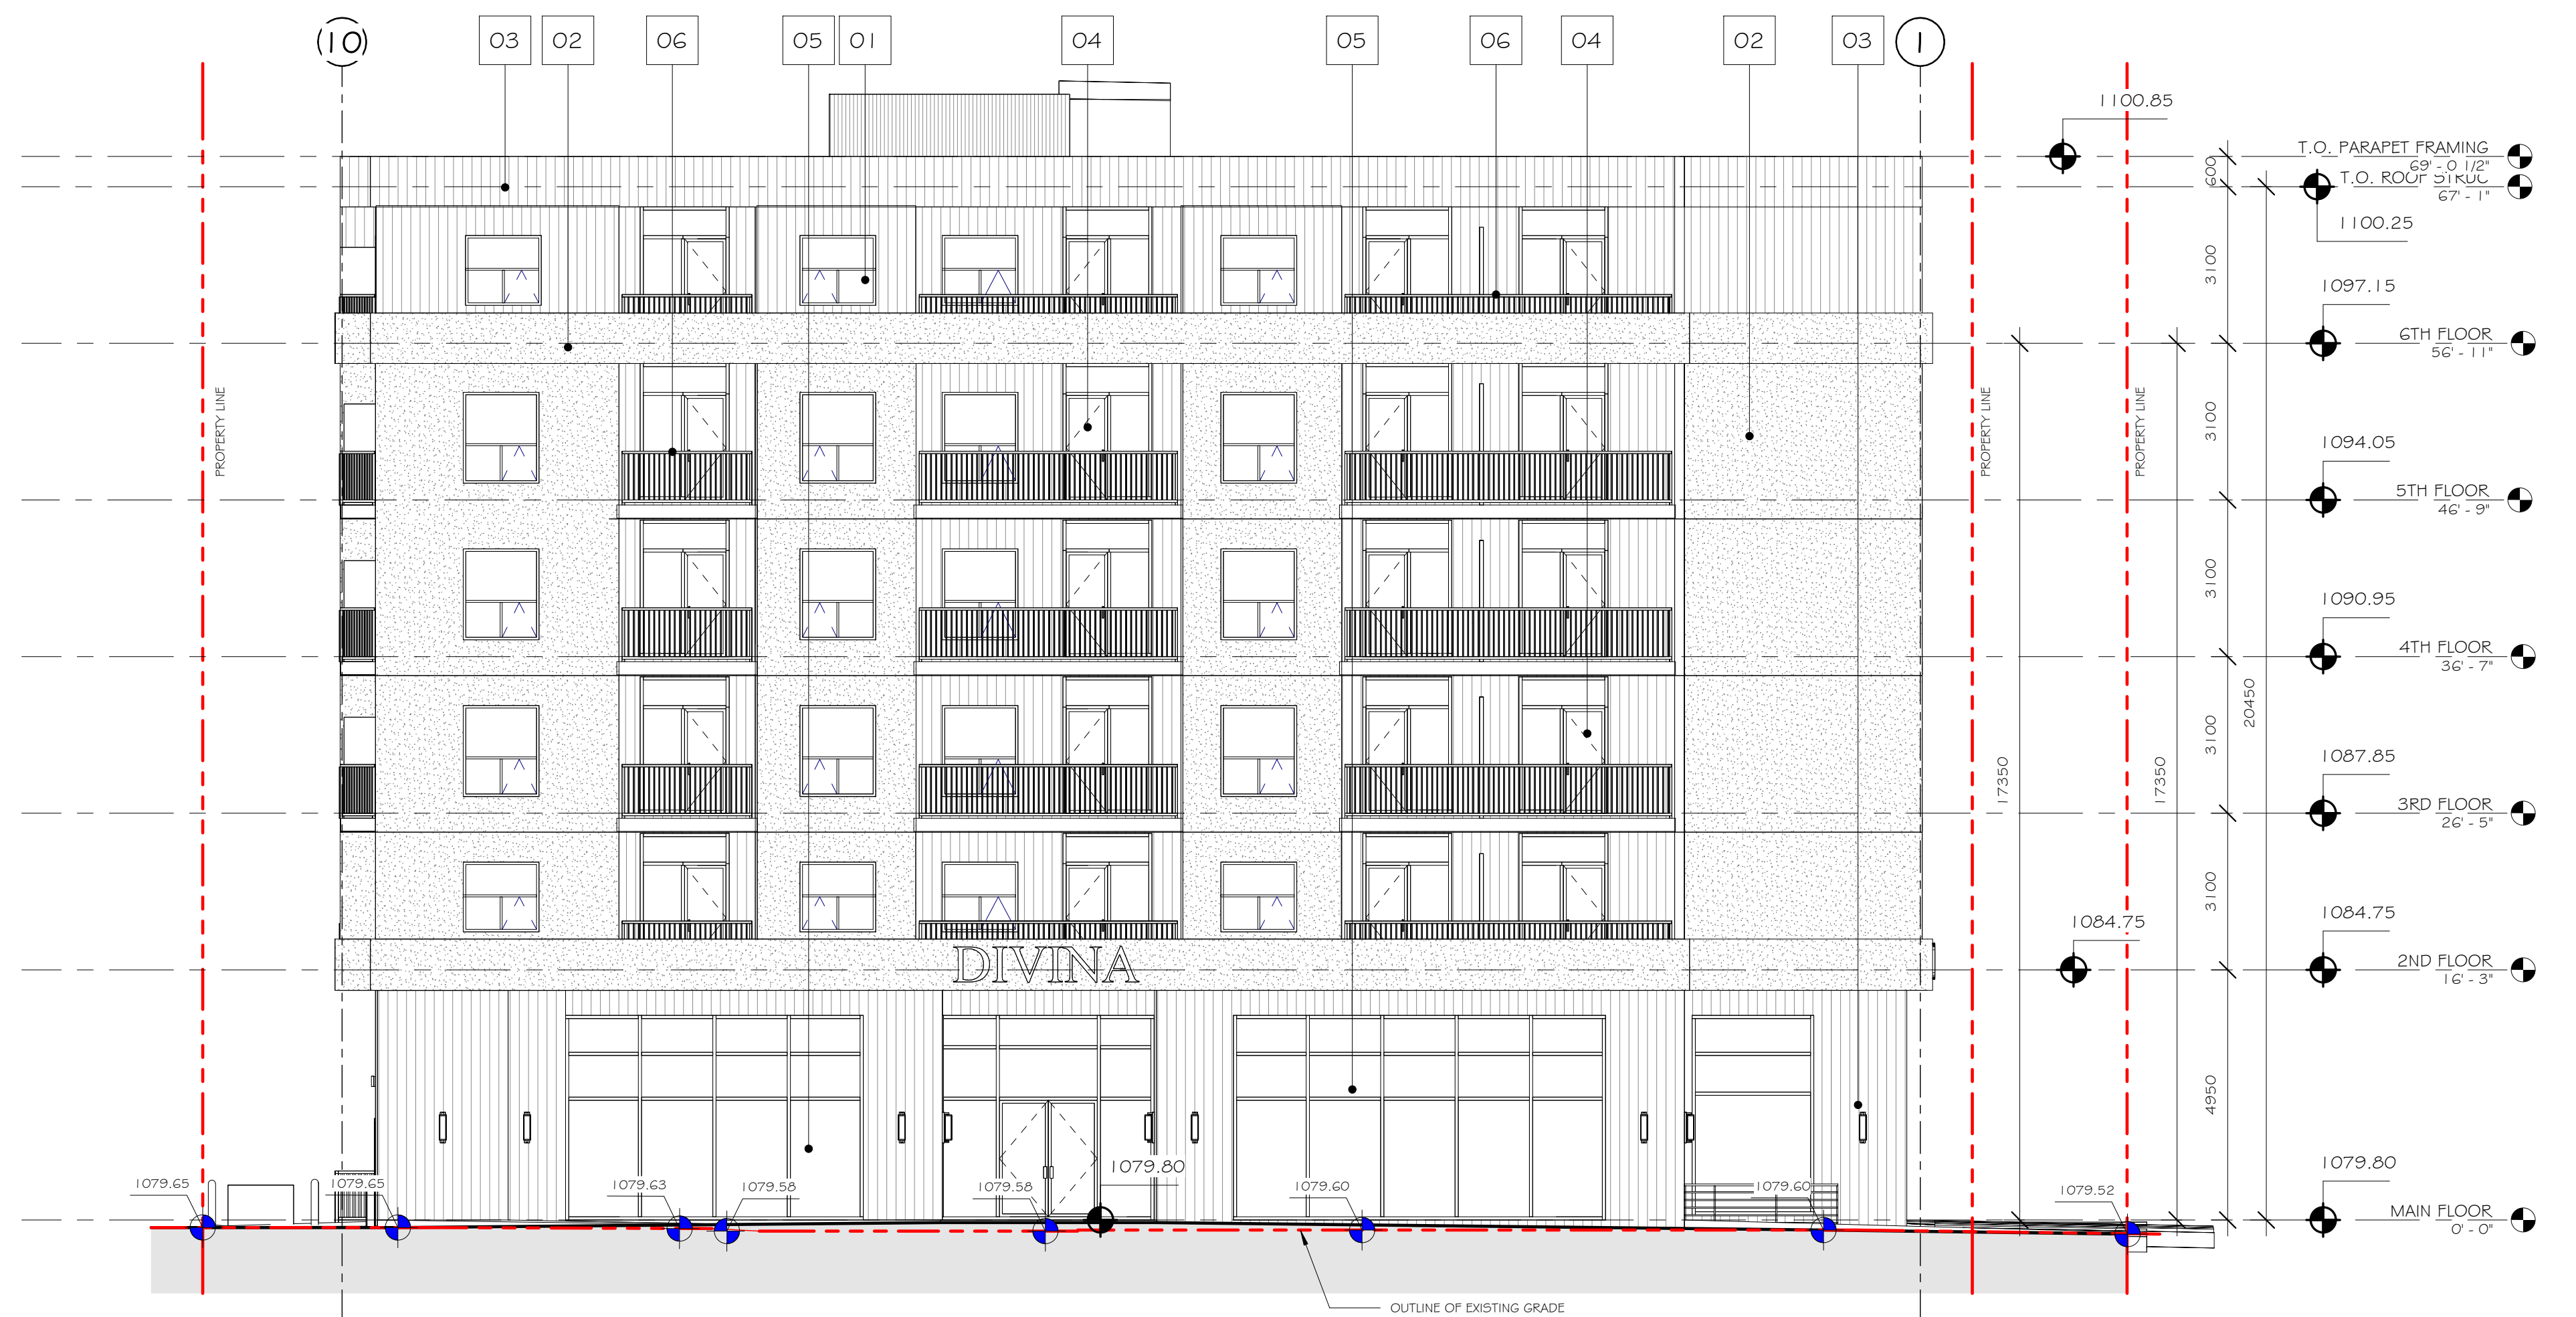 10
03
02
06
05
01
04
05
06
04
02
03
1
1100.85
T.O. PARAPET FRAMING
69' - 0 1/2"
600
T.O. ROOF STRUC
67' - 1"
1100.25
3100
1097.15
6TH FLOOR
56' - 11"
PROPERTY LINE
PROPERTY LINE
PROPERTY LINE
3100
1094.05
5TH FLOOR
46' - 9"
3100
1090.95
4TH FLOOR
36' - 7"
20450
3100
17350
17350
1087.85
3RD FLOOR
26' - 5"
3100
1084.75
1084.75
2ND FLOOR
16' - 3"
DIVINA
4950
1079.80
1079.80
MAIN FLOOR
0' - 0"
1079.65
1079.65
1079.63
1079.58
1079.58
1079.60
1079.60
1079.52
OUTLINE OF EXISTING GRADE